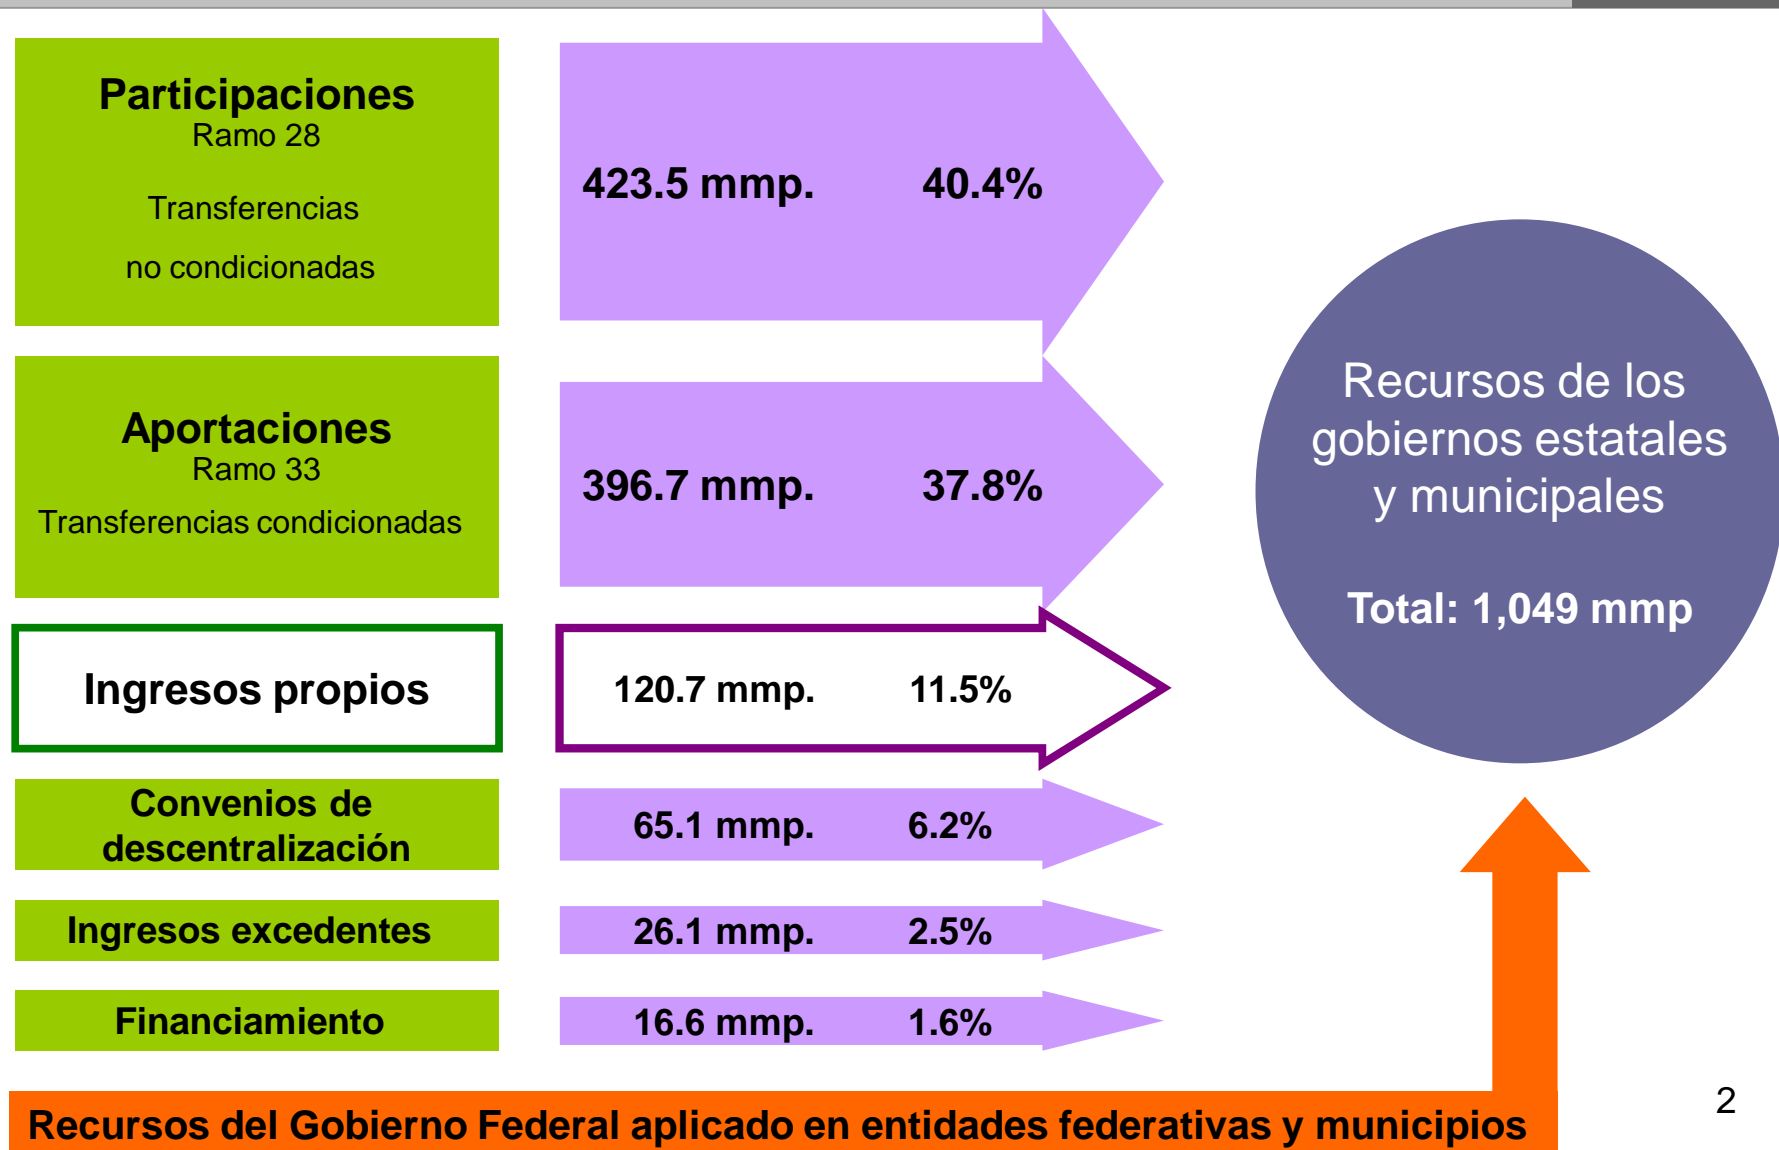 Participaciones
Ramo 28
Transferencias
no condicionadas
423.5 mmp. 40.4%
Aportaciones
Ramo 33
Transferencias condicionadas
396.7 mmp. 37.8%
Ingresos propios
120.7 mmp. 11.5%
Convenios de
descentralización
65.1 mmp. 6.2%
Ingresos excedentes
26.1 mmp. 2.5%
Financiamiento
16.6 mmp. 1.6%
Recursos de los
gobiernos estatales
y municipales
Total: 1,049 mmp
Recursos del Gobierno Federal aplicado en entidades federativas y municipios
2